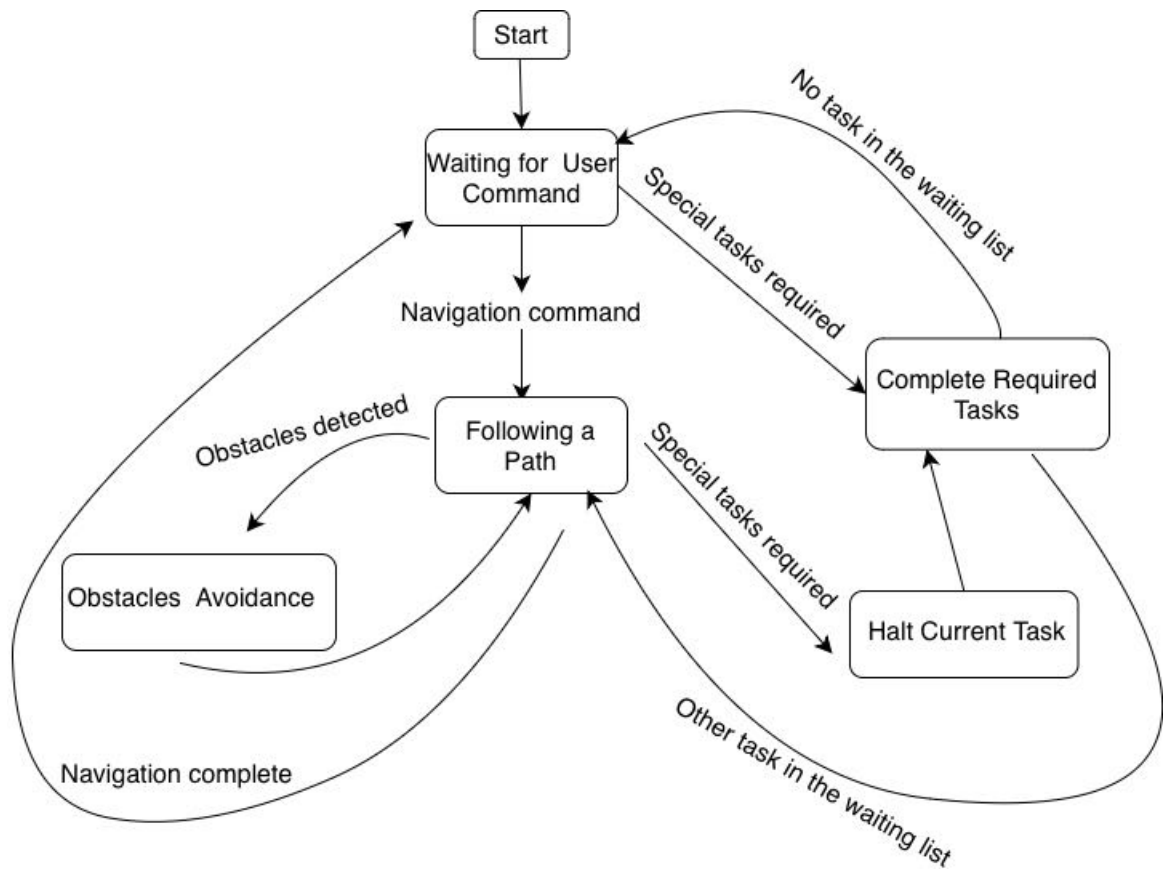 Start
No task in the waiting list
Waiting for User
Command
Special tasks required
Navigation command
Complete Required
Tasks
Obstacles detected
Following a
Path
Special tasks required
Obstacles Avoidance
Halt Current Task
Other task in the waiting list
Navigation complete